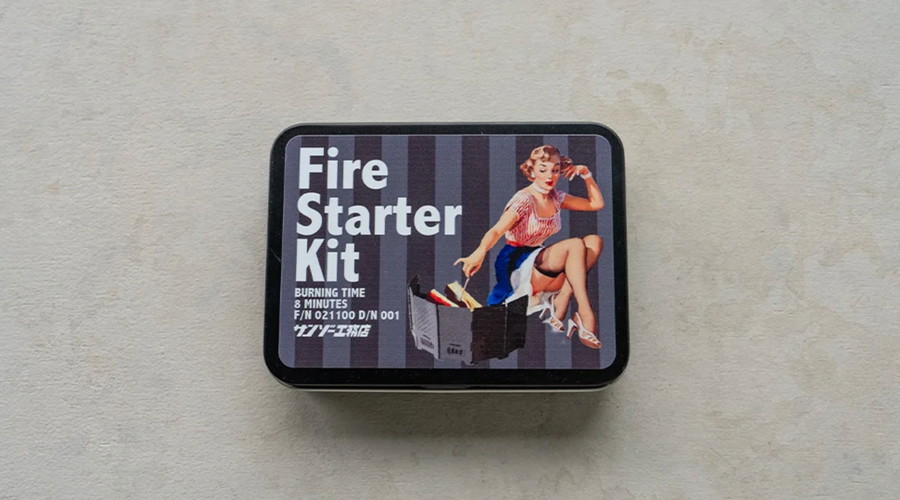 Fire
Starter
Kit
BURNING TIME
8 MINUTES
F/N 021100 D/N 001
サンゾー工務店